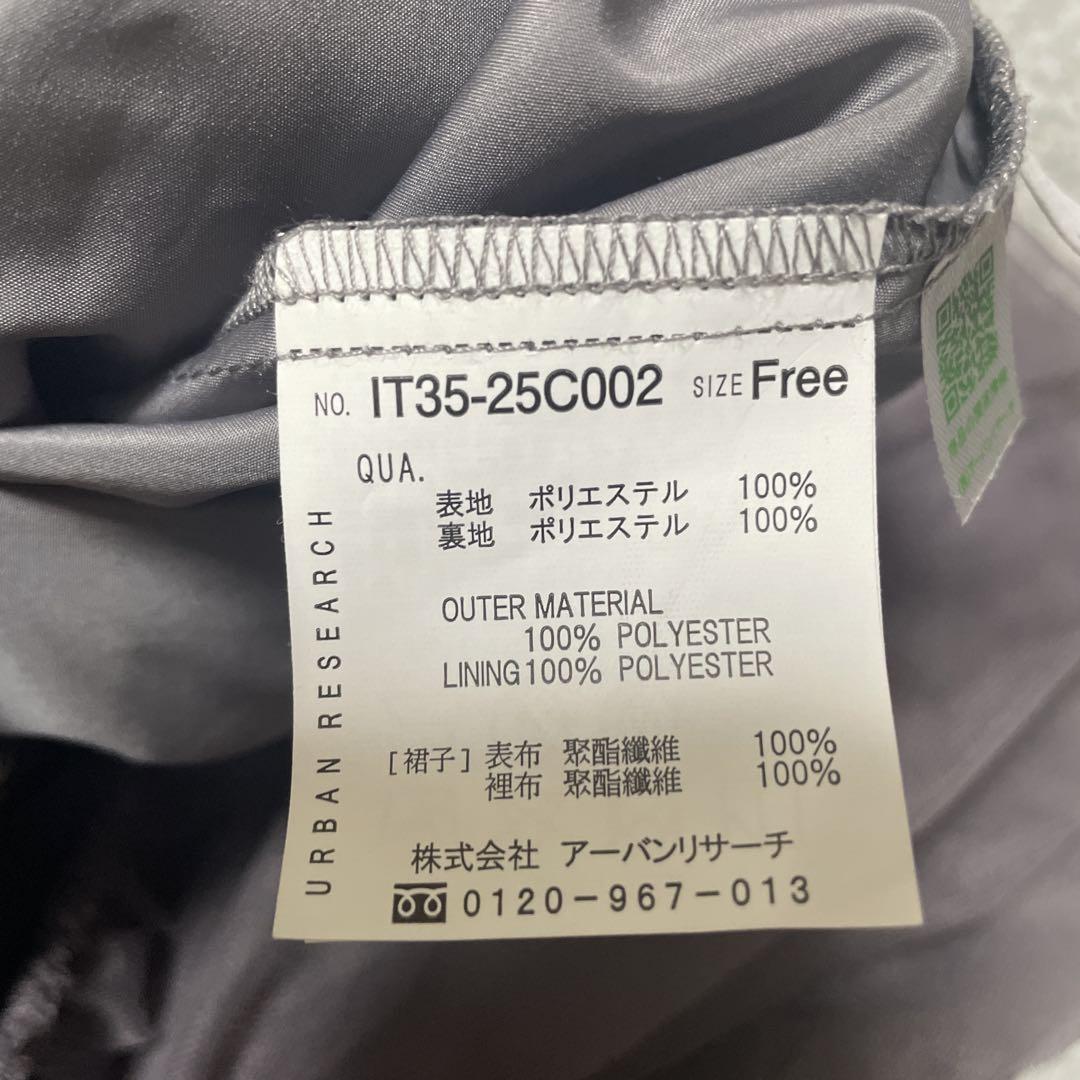 NO. IT35-25C002 SIZE Free
QUA.
表地 ポリエステル 100%
裏地 ポリエステル 100%
OUTER MATERIAL
100% POLYESTER
LINING 100% POLYESTER
[裙子] 表布 聚酯纖維 100%
裡布 聚酯纖維 100%
株式会社 アーバンリサーチ
0120-967-013
URBAN RESEARCH